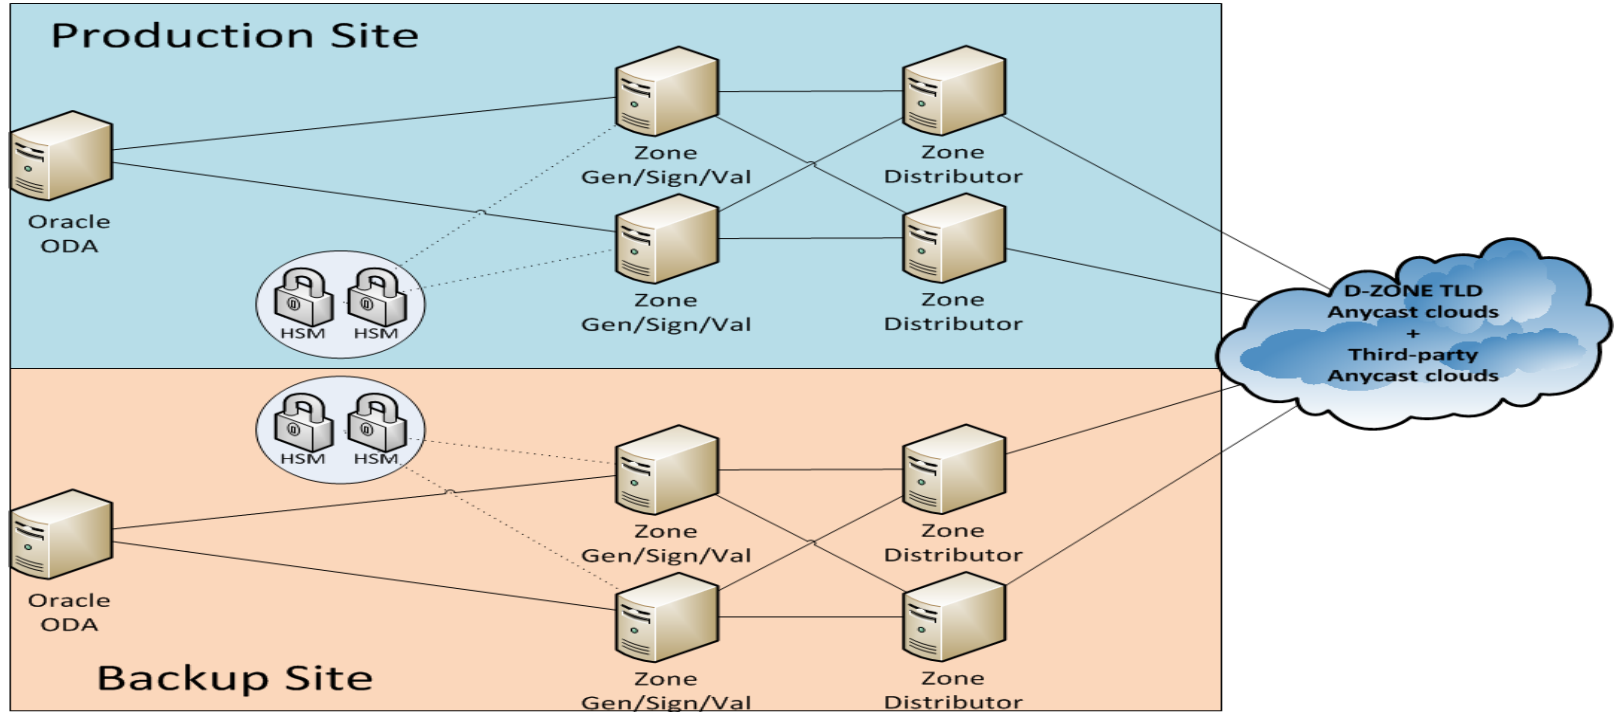 Production Site
Oracle
ODA
Zone
Gen/Sign/Val
Zone
Distributor
Zone
Gen/Sign/Val
Zone
Distributor
HSM HSM
D-ZONE TLD
Anycast clouds
+
Third-party
Anycast clouds
HSM HSM
Zone
Gen/Sign/Val
Zone
Distributor
Oracle
ODA
Zone
Gen/Sign/Val
Zone
Distributor
Backup Site